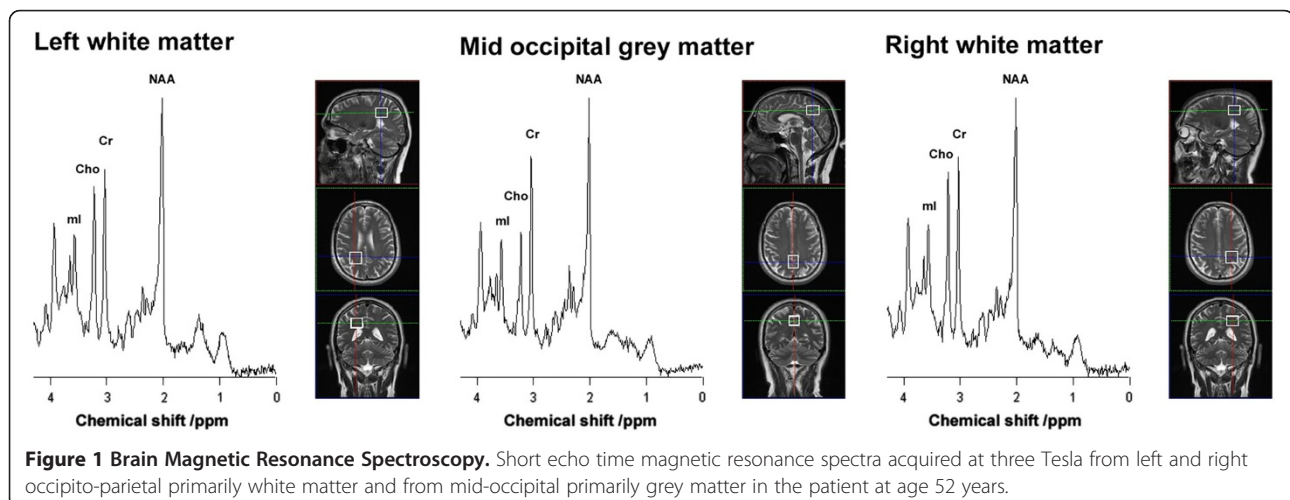 Left white matter
Mid occipital grey matter
Right white matter
NAA
Cr
Cho
mI
4 3 2 1 0
Chemical shift /ppm
NAA
Cr
Cho
mI
4 3 2 1 0
Chemical shift /ppm
NAA
Cr
Cho
mI
4 3 2 1 0
Chemical shift /ppm
Figure 1 Brain Magnetic Resonance Spectroscopy. Short echo time magnetic resonance spectra acquired at three Tesla from left and right
occipito-parietal primarily white matter and from mid-occipital primarily grey matter in the patient at age 52 years.